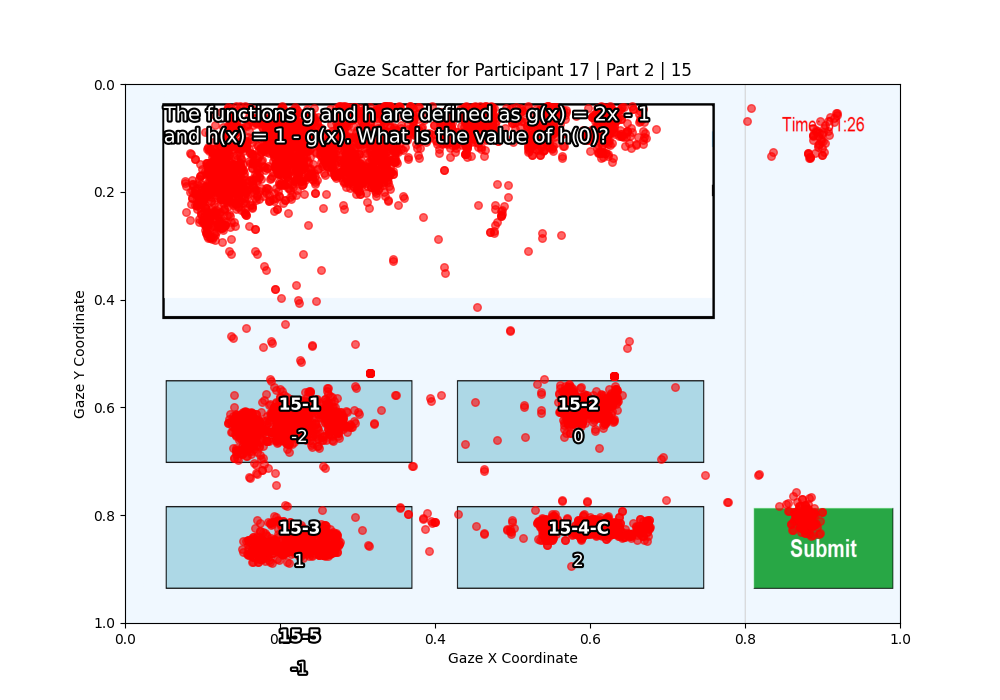 Gaze Scatter for Participant 17 | Part 2 | 15
The functions g and h are defined as g(x) = 2x - 1
and h(x) = 1 - g(x). What is the value of h(0)?
Time 1:26
0.0
0.2
0.4
0.6
0.8
1.0
Gaze Y Coordinate
15-1
-2
15-2
0
15-3
1
15-4-C
2
Submit
0.0
0.2
0.4
0.6
0.8
1.0
15-5
-1
Gaze X Coordinate